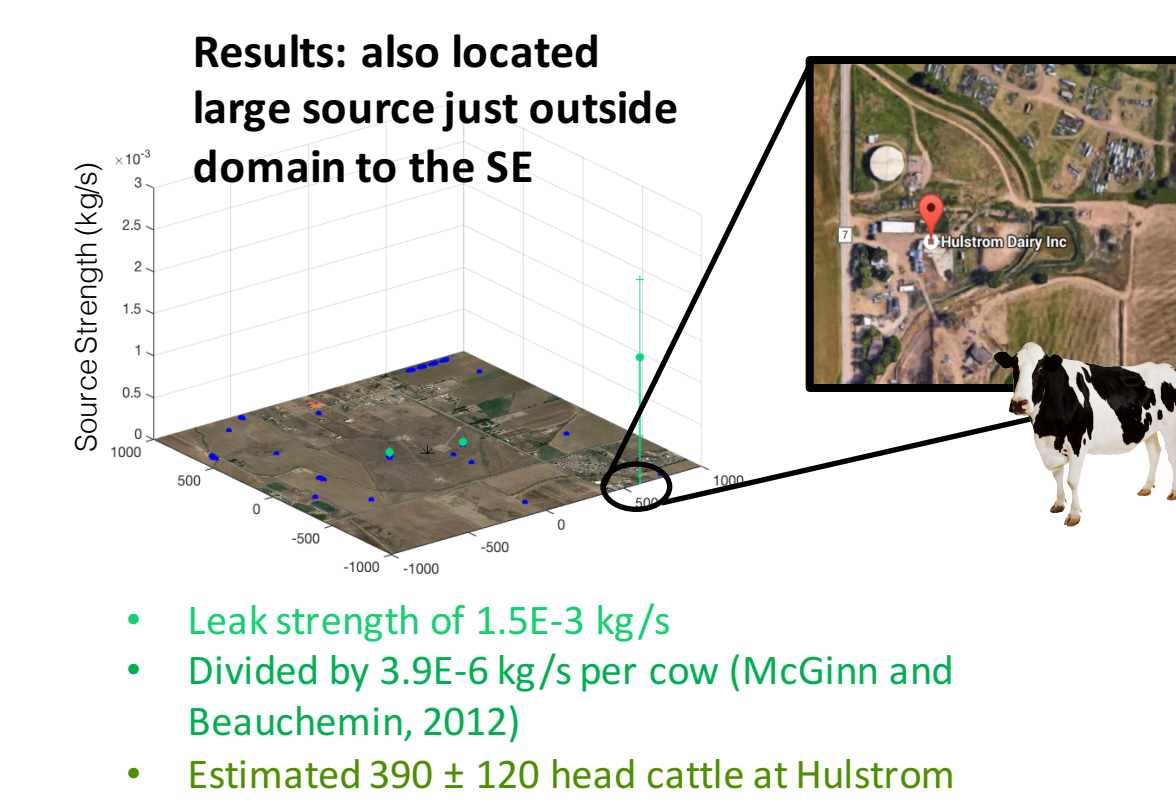 Results: also located
large source just outside
domain to the SE
×10-3
Source Strength (kg/s)
3
2.5
2
1.5
1
0.5
0
1000
500
0
-500
-1000
-1000
-500
0
500
1000
7
Hulstrom Dairy Inc
• Leak strength of 1.5E-3 kg/s
• Divided by 3.9E-6 kg/s per cow (McGinn and
Beauchemin, 2012)
• Estimated 390 ± 120 head cattle at Hulstrom